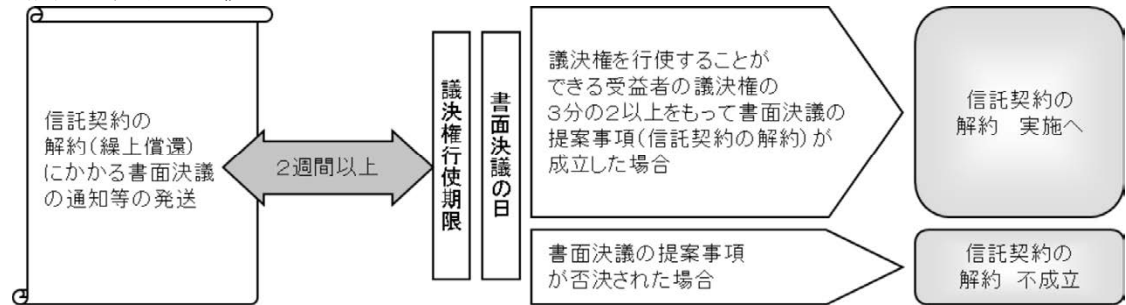 信託契約の
解約(繰上償還)
にかかる書面決議
の通知等の発送
2週間以上
議決権行使期限
書面決議の日
議決権を行使することが
できる受益者の議決権の
3分の2以上をもって書面決議の
提案事項(信託契約の解約)が
成立した場合
信託契約の
解約 実施へ
書面決議の提案事項
が否決された場合
信託契約の
解約 不成立